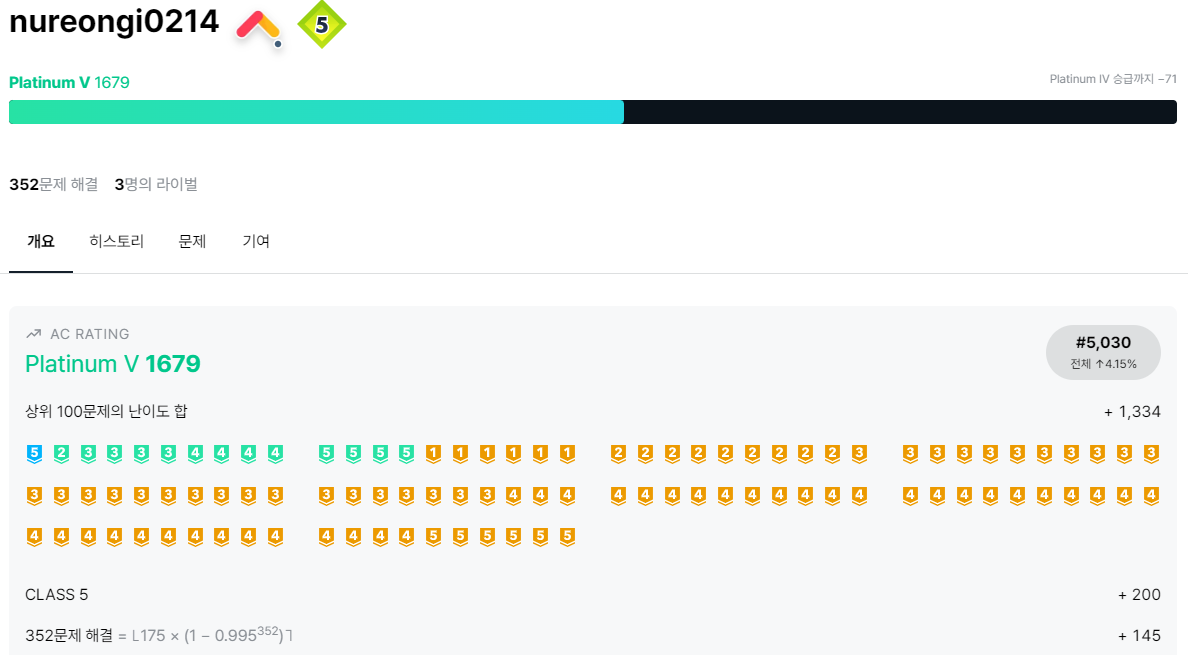 nureongi0214 5
Platinum V 1679
Platinum IV 승급까지 −71
352문제 해결 3명의 라이벌
개요 히스토리 문제 기여
AC RATING
Platinum V 1679
#5,030
전체 ↑4.15%
상위 100문제의 난이도 합 + 1,334
5 2 3 3 3 3 4 4 4 4 5 5 5 5 1 1 1 1 1 1 2 2 2 2 2 2 2 2 2 3 3 3 3 3 3 3 3 3 3 3
3 3 3 3 3 3 3 3 3 3 3 3 3 3 3 3 3 4 4 4 4 4 4 4 4 4 4 4 4 4 4 4 4 4 4 4 4 4 4 4
4 4 4 4 4 4 4 4 4 4 4 4 4 4 5 5 5 5 5 5
CLASS 5 + 200
352문제 해결 = ⌊175 × (1 − 0.995^352)⌉ + 145